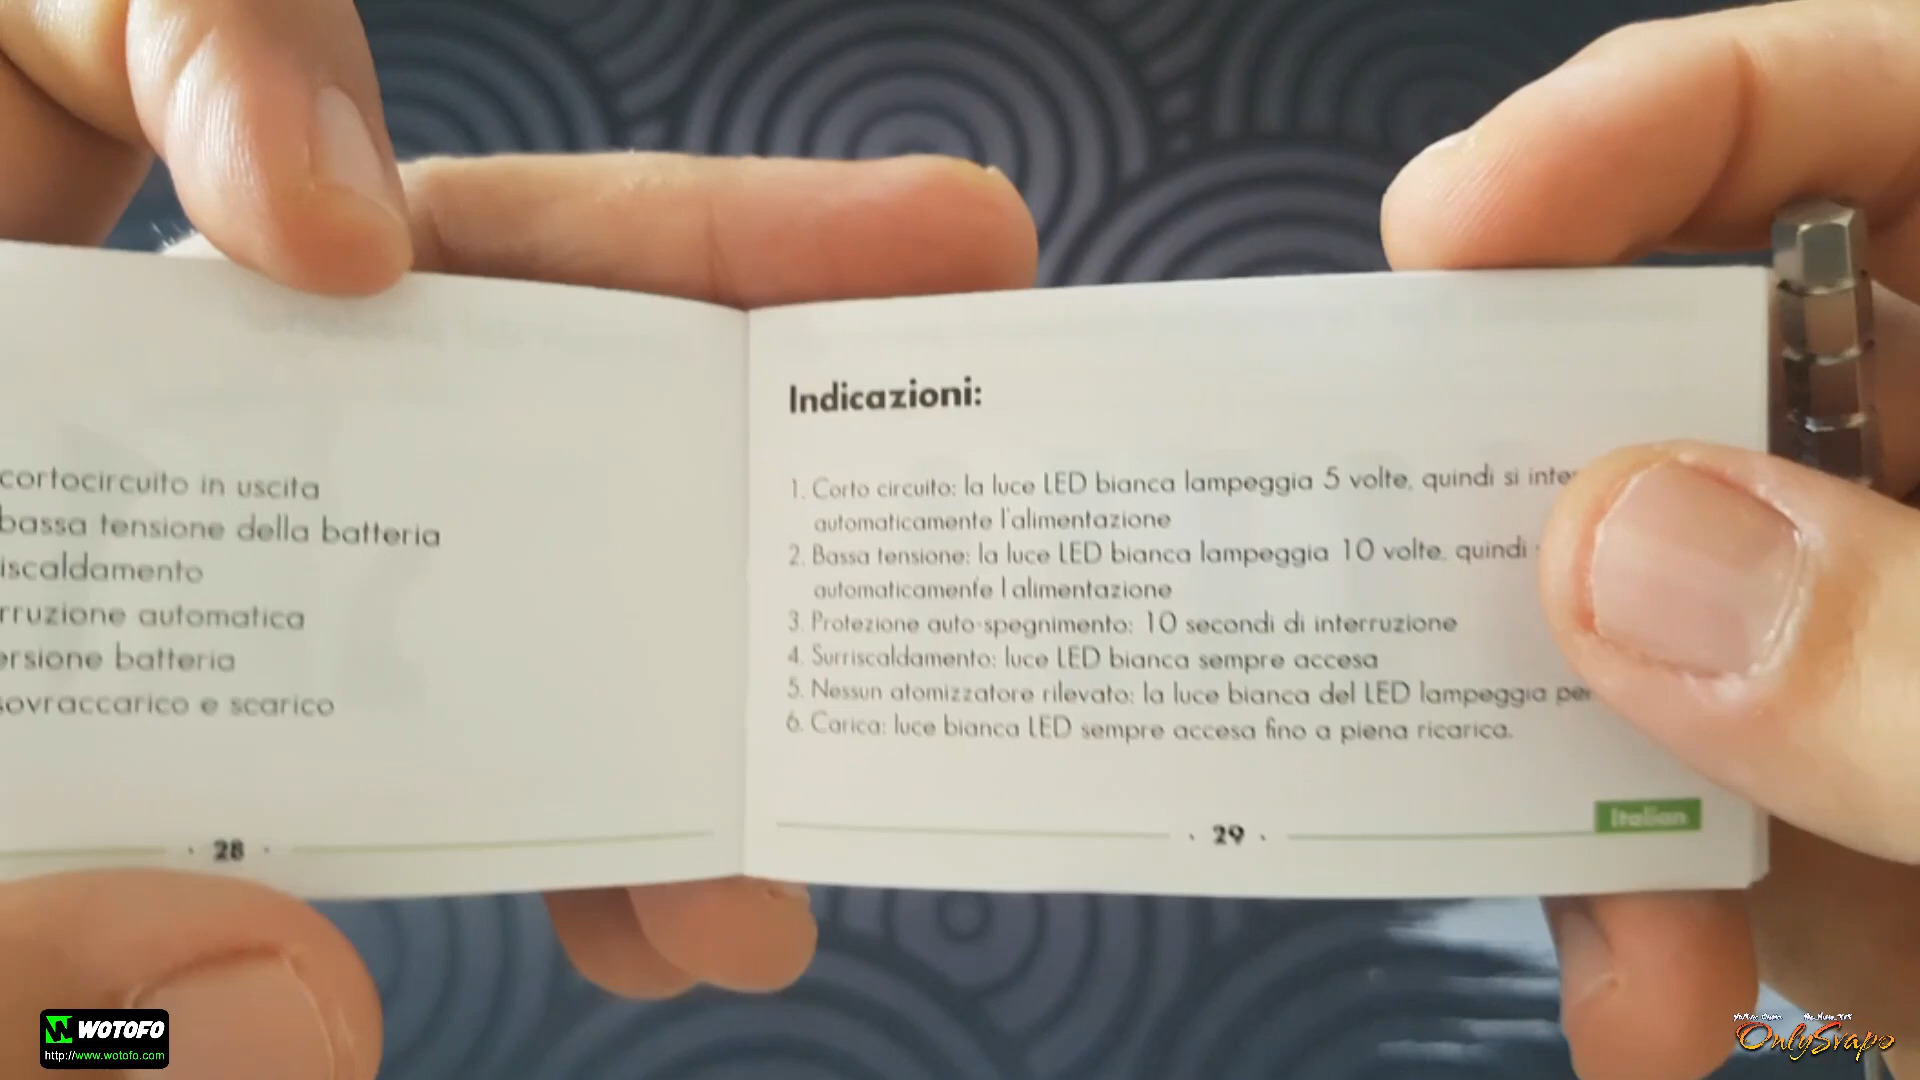 cortocircuito in uscita
bassa tensione della batteria
iscaldamento
rruzione automatica
ersione batteria
sovraccarico e scarico
28
Indicazioni:
1. Corto circuito: la luce LED bianca lampeggia 5 volte, quindi si inte
automaticamente l'alimentazione
2. Bassa tensione: la luce LED bianca lampeggia 10 volte, quindi
automaticamente l alimentazione
3. Protezione auto-spegnimento: 10 secondi di interruzione
4. Surriscaldamento: luce LED bianca sempre accesa
5. Nessun atomizzatore rilevato: la luce bianca del LED lampeggia per
6. Carica: luce bianca LED sempre accesa fino a piena ricarica.
29
Italian
WOTOFO
http://www.wotofo.com
OnlySvapo